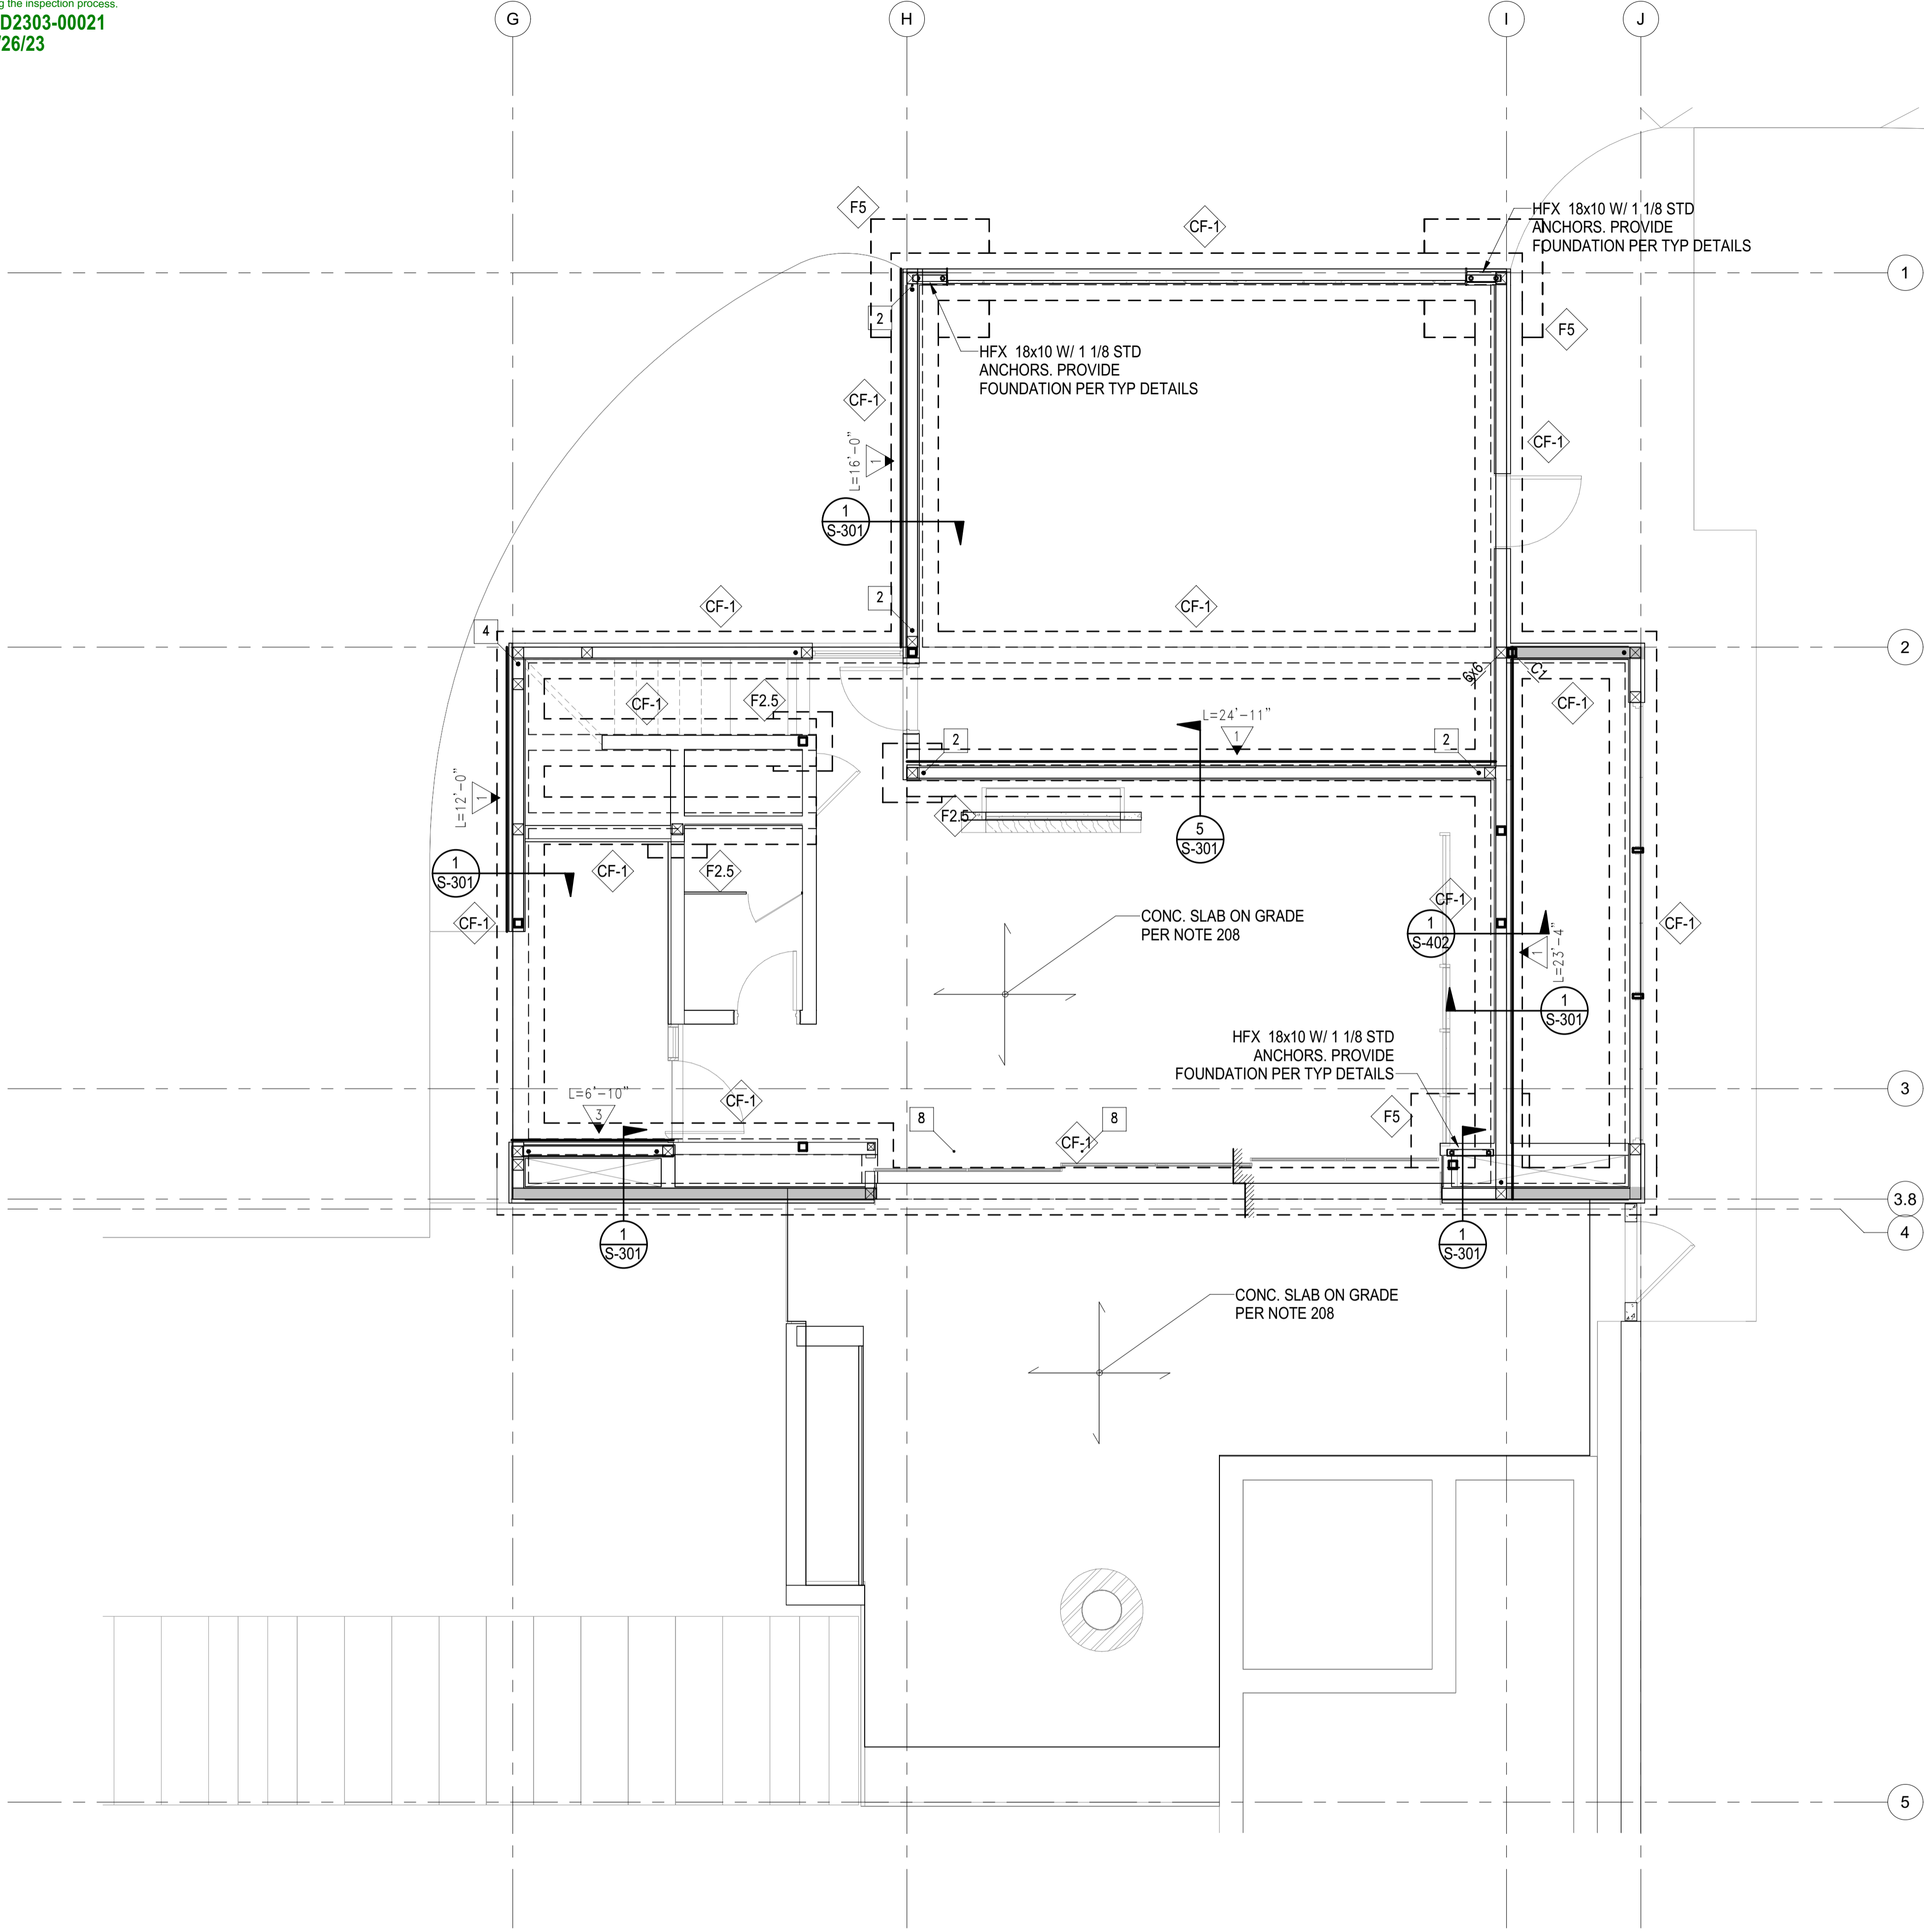 g the inspection process.
D2303-00021
/26/23
G
H
I
J
F5
CF-1
HFX 18x10 W/ 1 1/8 STD
ANCHORS. PROVIDE
FOUNDATION PER TYP DETAILS
1
2
F5
HFX 18x10 W/ 1 1/8 STD
ANCHORS. PROVIDE
FOUNDATION PER TYP DETAILS
CF-1
CF-1
L=16'-0"
1
1
S-301
2
CF-1
CF-1
4
2
6x6
C1
CF-1
F2.5
CF-1
L=24'-11"
1
2
2
L=12'-0"
1
F2.5
5
S-301
1
S-301
CF-1
F2.5
CF-1
CF-1
CF-1
CONC. SLAB ON GRADE
PER NOTE 208
1
S-402
1
L=23'-4"
1
S-301
HFX 18x10 W/ 1 1/8 STD
ANCHORS. PROVIDE
FOUNDATION PER TYP DETAILS
3
L=6'-10"
3
CF-1
8
8
F5
CF-1
3.8
4
1
S-301
1
S-301
CONC. SLAB ON GRADE
PER NOTE 208
5